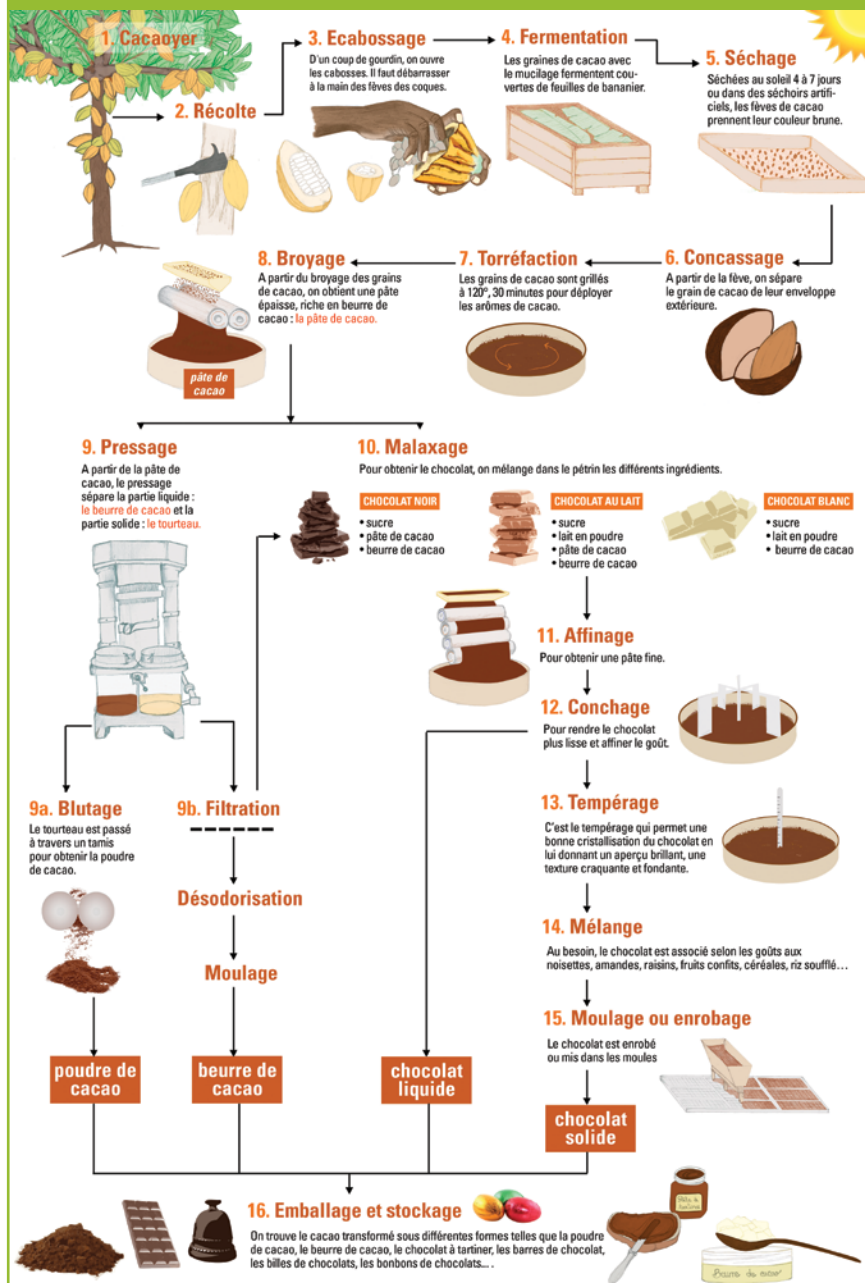 1. Cacaoyer
2. Récolte
3. Ecabossage
D'un coup de gourdin, on ouvre
les cabosses. Il faut débarrasser
à la main des fèves des coques.
4. Fermentation
Les graines de cacao avec
le mucilage fermentent cou-
vertes de feuilles de bananier.
5. Séchage
Séchées au soleil 4 à 7 jours
ou dans des séchoirs artifi-
ciels, les fèves de cacao
prennent leur couleur brune.
6. Concassage
A partir de la fève, on sépare
le grain de cacao de leur enveloppe
extérieure.
7. Torréfaction
Les grains de cacao sont grillés
à 120°, 30 minutes pour déployer
les arômes de cacao.
8. Broyage
A partir du broyage des grains
de cacao, on obtient une pâte
épaisse, riche en beurre de
cacao : la pâte de cacao.
pâte de
cacao
9. Pressage
A partir de la pâte de
cacao, le pressage
sépare la partie liquide :
le beurre de cacao et la
partie solide : le tourteau.
10. Malaxage
Pour obtenir le chocolat, on mélange dans le pétrin les différents ingrédients.
CHOCOLAT NOIR
• sucre
• pâte de cacao
• beurre de cacao
CHOCOLAT AU LAIT
• sucre
• lait en poudre
• pâte de cacao
• beurre de cacao
CHOCOLAT BLANC
• sucre
• lait en poudre
• beurre de cacao
11. Affinage
Pour obtenir une pâte fine.
12. Conchage
Pour rendre le chocolat
plus lisse et affiner le goût.
9a. Blutage
Le tourteau est passé
à travers un tamis
pour obtenir la poudre
de cacao.
9b. Filtration
Désodorisation
Moulage
13. Tempérage
C'est le tempérage qui permet une
bonne cristallisation du chocolat en
lui donnant un aperçu brillant, une
texture craquante et fondante.
14. Mélange
Au besoin, le chocolat est associé selon les goûts aux
noisettes, amandes, raisins, fruits confits, céréales, riz soufflé…
15. Moulage ou enrobage
Le chocolat est enrobé
ou mis dans les moules
poudre de
cacao
beurre de
cacao
chocolat
liquide
chocolat
solide
16. Emballage et stockage
On trouve le cacao transformé sous différentes formes telles que la poudre
de cacao, le beurre de cacao, le chocolat à tartiner, les barres de chocolat,
les billes de chocolats, les bonbons de chocolats... .
Beurre de cacao